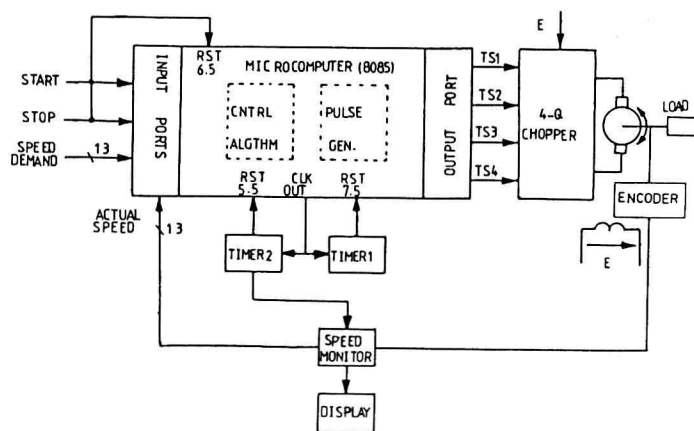 E
RST
6.5
MICROCOMPUTER (8085)
START
STOP
SPEED
DEMAND
13
INPUT
PORTS
CNTRL
ALGTHM
PULSE
GEN.
RST
5.5
CLK
OUT
RST
7.5
OUTPUT PORT
TS1
TS2
TS3
TS4
4-Q
CHOPPER
LOAD
ENCODER
E
ACTUAL
SPEED
13
TIMER2
TIMER1
SPEED
MONITOR
DISPLAY